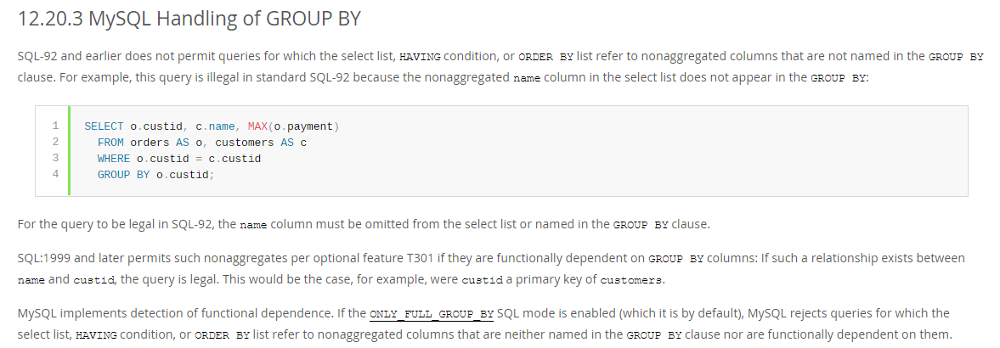 12.20.3 MySQL Handling of GROUP BY
SQL-92 and earlier does not permit queries for which the select list, HAVING condition, or ORDER BY list refer to nonaggregated columns that are not named in the GROUP BY
clause. For example, this query is illegal in standard SQL-92 because the nonaggregated name column in the select list does not appear in the GROUP BY:
1 SELECT o.custid, c.name, MAX(o.payment)
2 FROM orders AS o, customers AS c
3 WHERE o.custid = c.custid
4 GROUP BY o.custid;
For the query to be legal in SQL-92, the name column must be omitted from the select list or named in the GROUP BY clause.
SQL:1999 and later permits such nonaggregates per optional feature T301 if they are functionally dependent on GROUP BY columns: If such a relationship exists between
name and custid, the query is legal. This would be the case, for example, were custid a primary key of customers.
MySQL implements detection of functional dependence. If the ONLY_FULL_GROUP_BY SQL mode is enabled (which it is by default), MySQL rejects queries for which the
select list, HAVING condition, or ORDER BY list refer to nonaggregated columns that are neither named in the GROUP BY clause nor are functionally dependent on them.